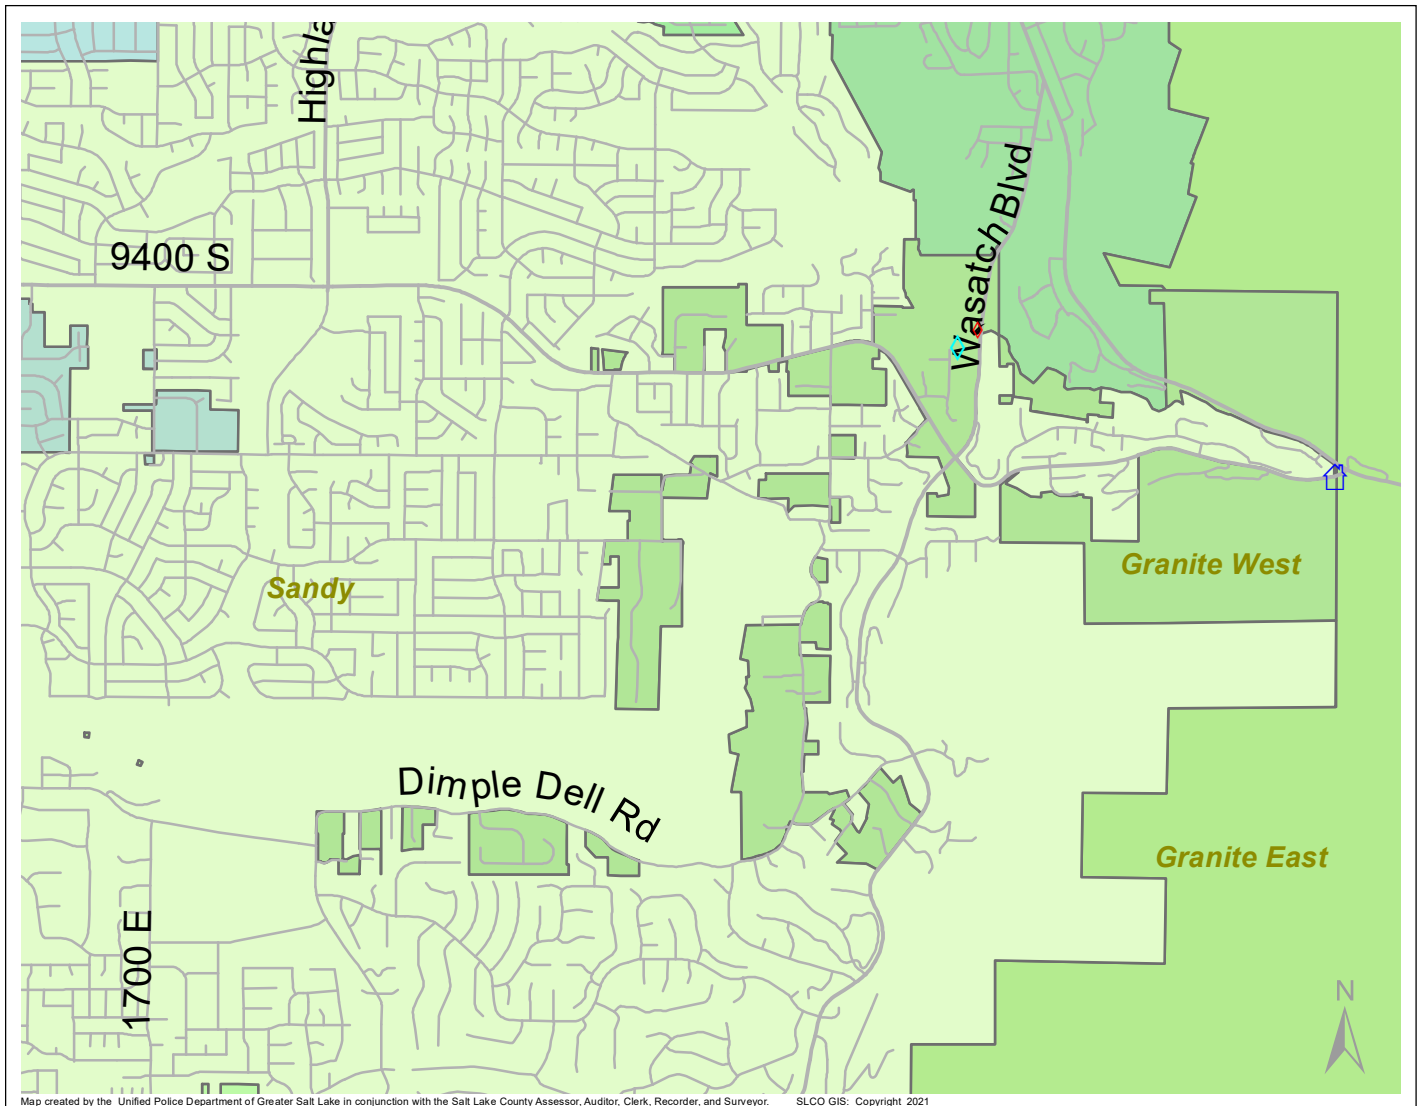 Highla
Wasatch Blvd
9400 S
Granite West
Sandy
Dimple Dell Rd
Granite East
1700 E
N
Map created by the Unified Police Department of Greater Salt Lake in conjunction with the Salt Lake County Assessor, Auditor, Clerk, Recorder, and Surveyor. SLCO GIS: Copyright 2021